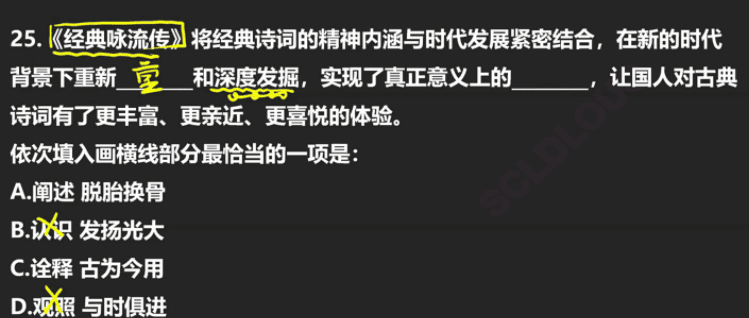 25. 《经典咏流传》将经典诗词的精神内涵与时代发展紧密结合，在新的时代
背景下重新________和深度发掘，实现了真正意义上的________，让国人对古典
诗词有了更丰富、更亲近、更喜悦的体验。
依次填入画横线部分最恰当的一项是：
A.阐述 脱胎换骨
B.认识 发扬光大
C.诠释 古为今用
D.观照 与时俱进
SCLDLOU